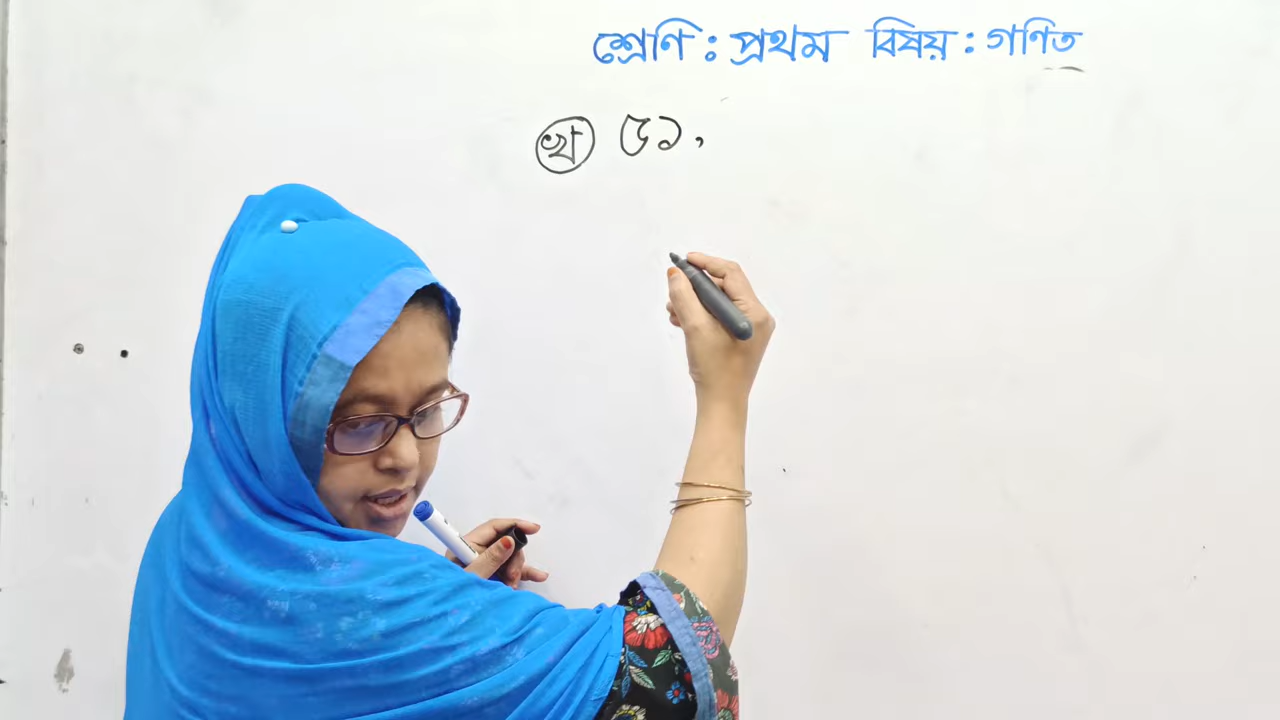 শ্রেণি : প্রথম বিষয় : গণিত
খ ৫১,